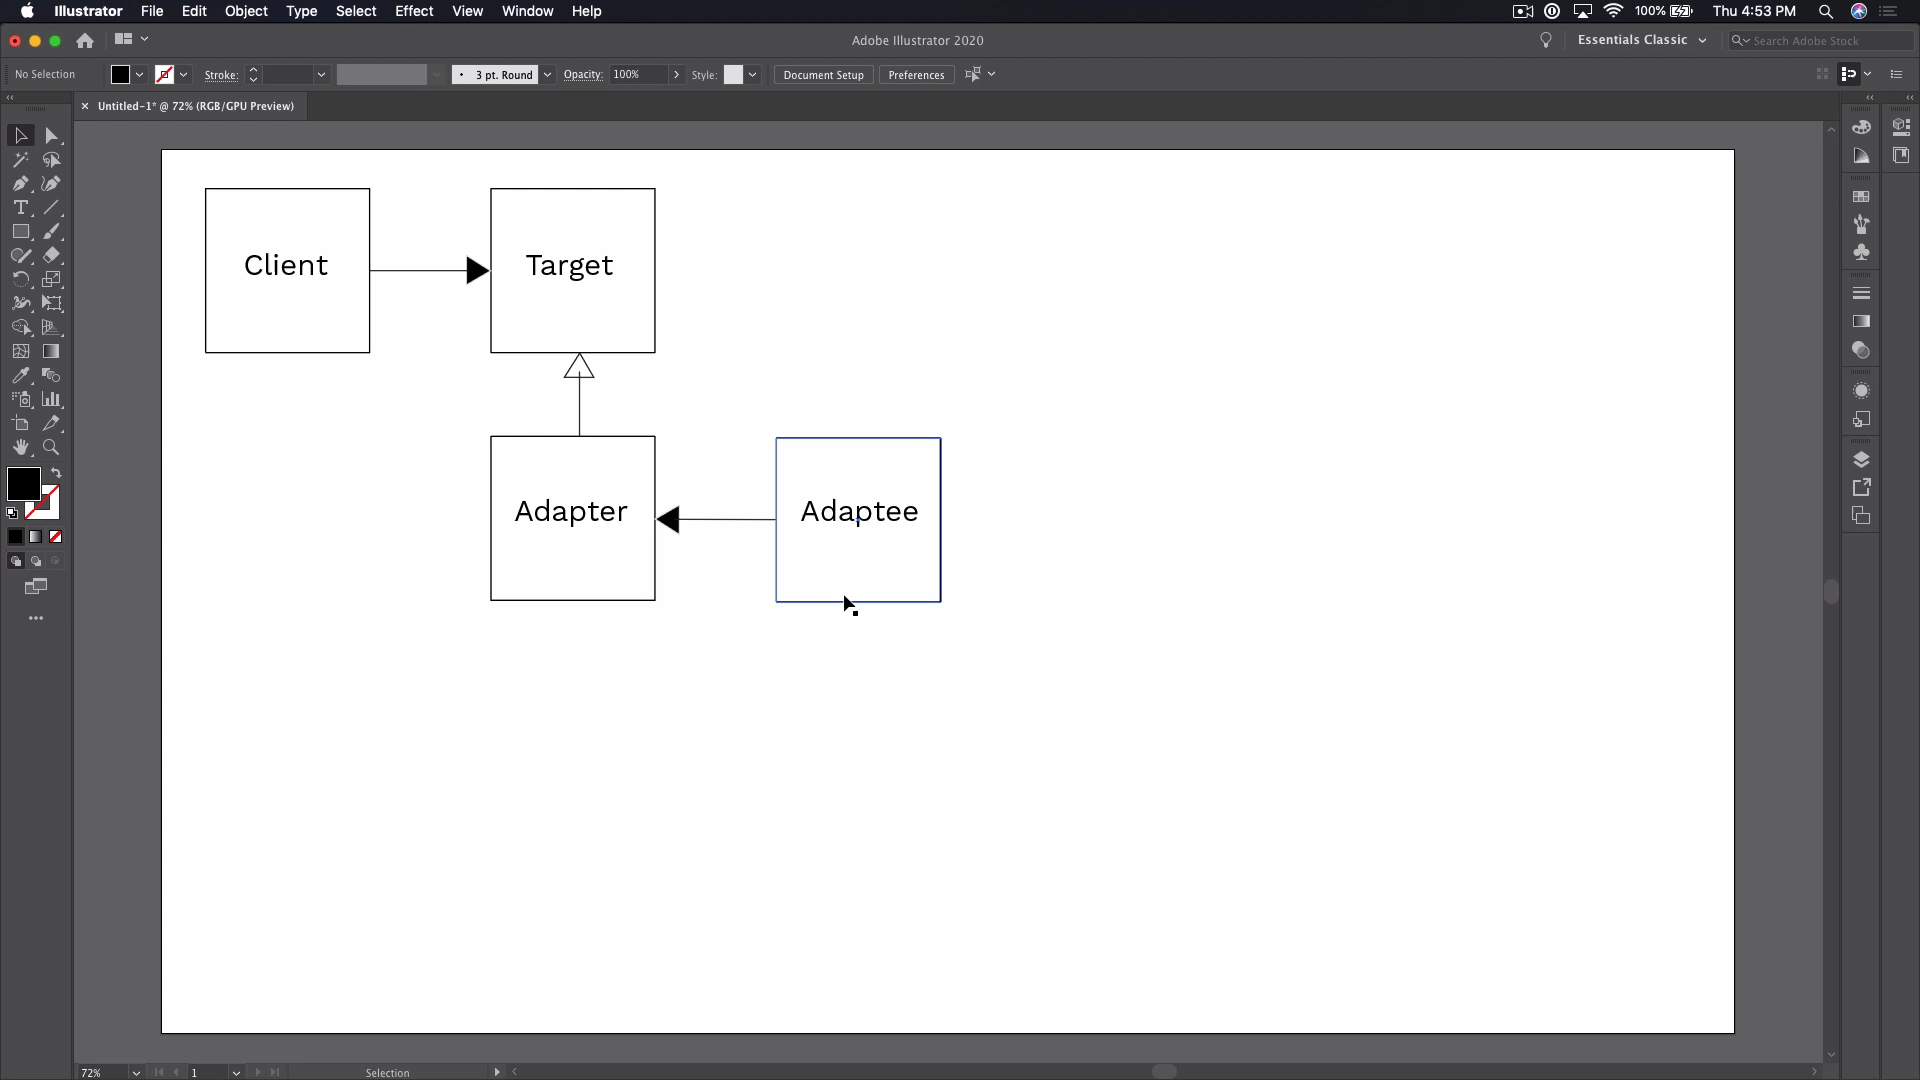 Illustrator File Edit Object Type Select Effect View Window Help 100% Thu 4:53 PM
Adobe Illustrator 2020 Essentials Classic Search Adobe Stock
No Selection Stroke: 3 pt. Round Opacity: 100% Style: Document Setup Preferences
Untitled-1* @ 72% (RGB/GPU Preview)
Client Target
Adapter Adaptee
72% 1 Selection